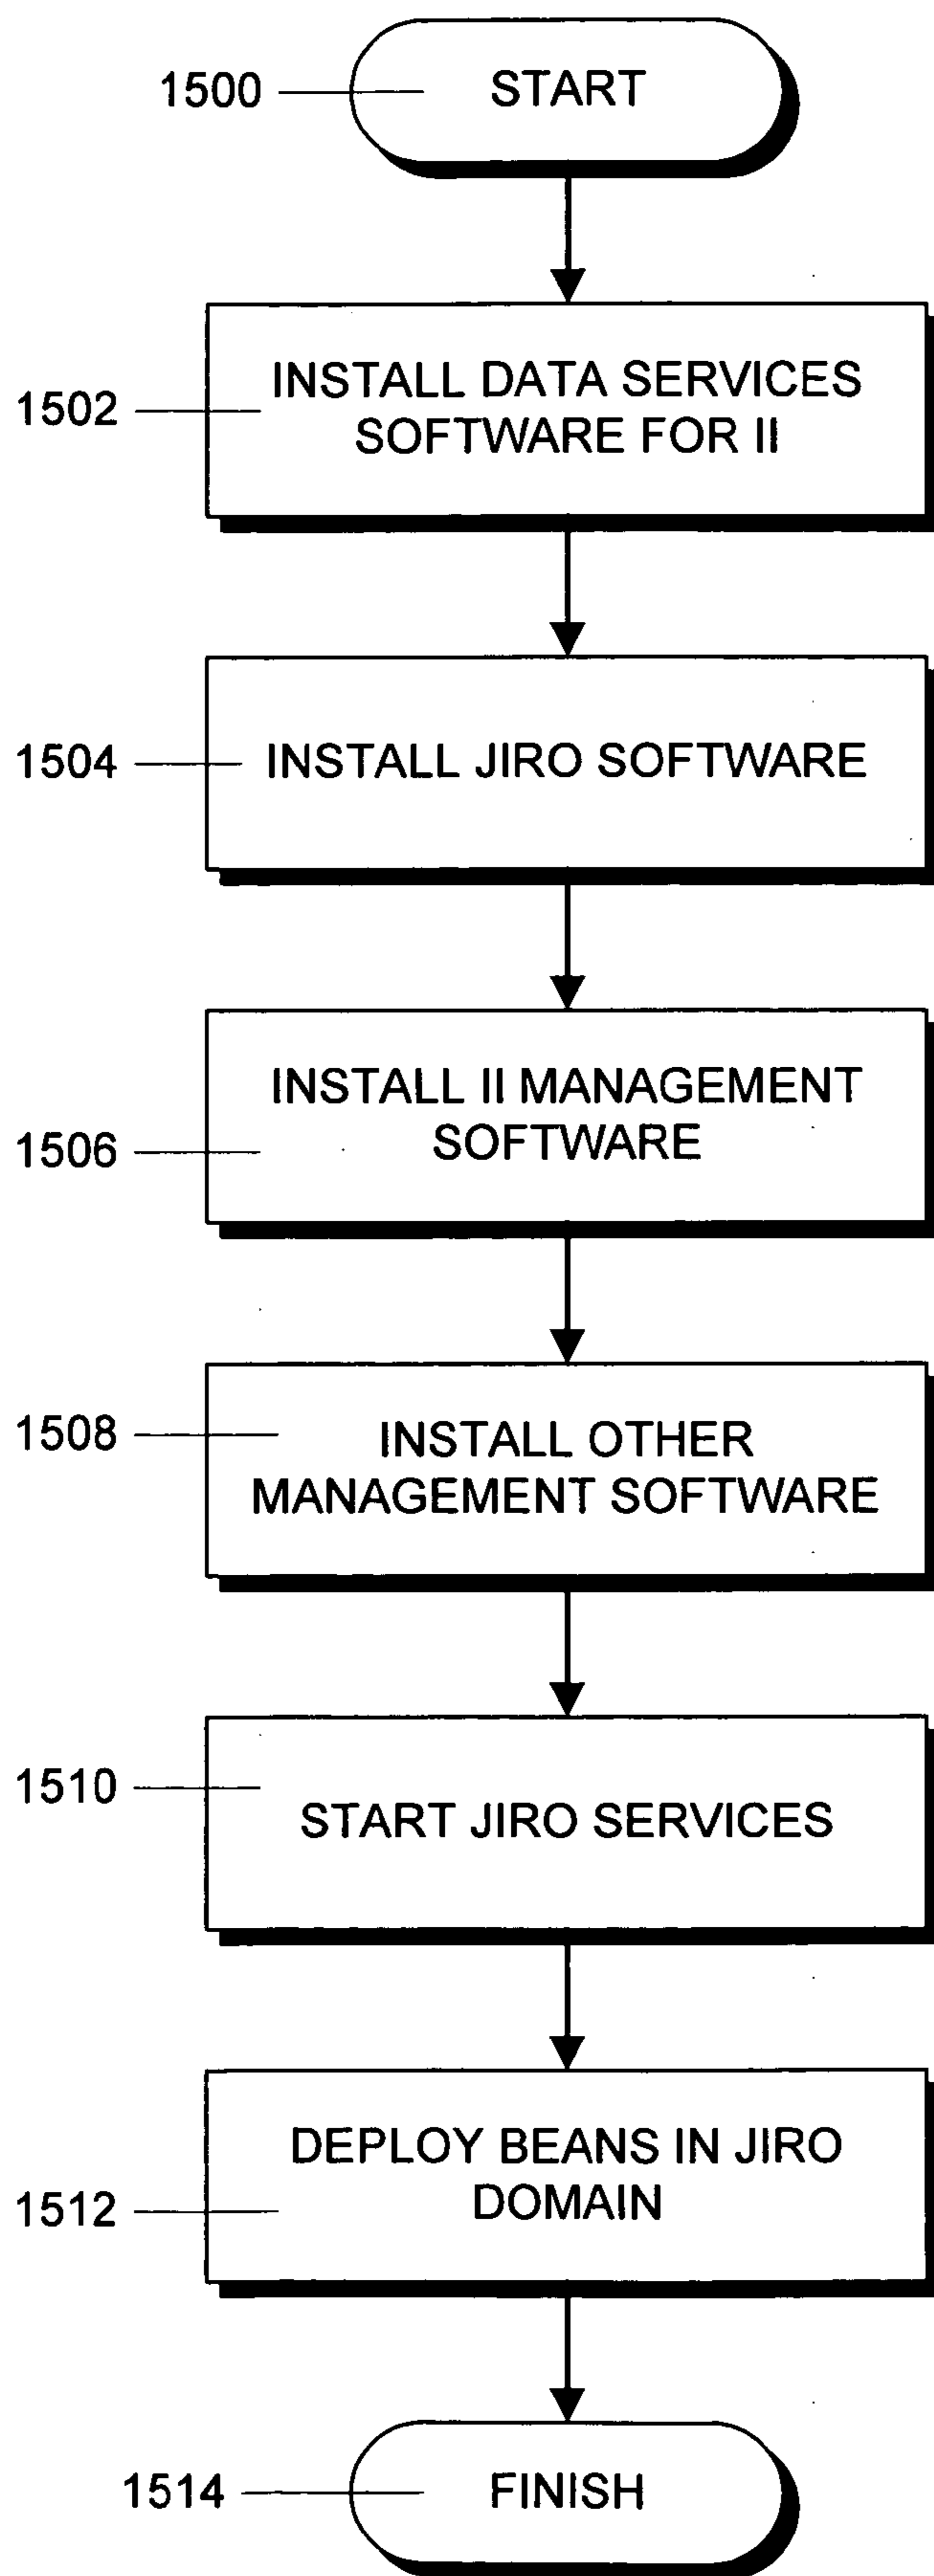 1500
START
1502
INSTALL DATA SERVICES
SOFTWARE FOR II
1504
INSTALL JIRO SOFTWARE
1506
INSTALL II MANAGEMENT
SOFTWARE
1508
INSTALL OTHER
MANAGEMENT SOFTWARE
1510
START JIRO SERVICES
1512
DEPLOY BEANS IN JIRO
DOMAIN
1514
FINISH